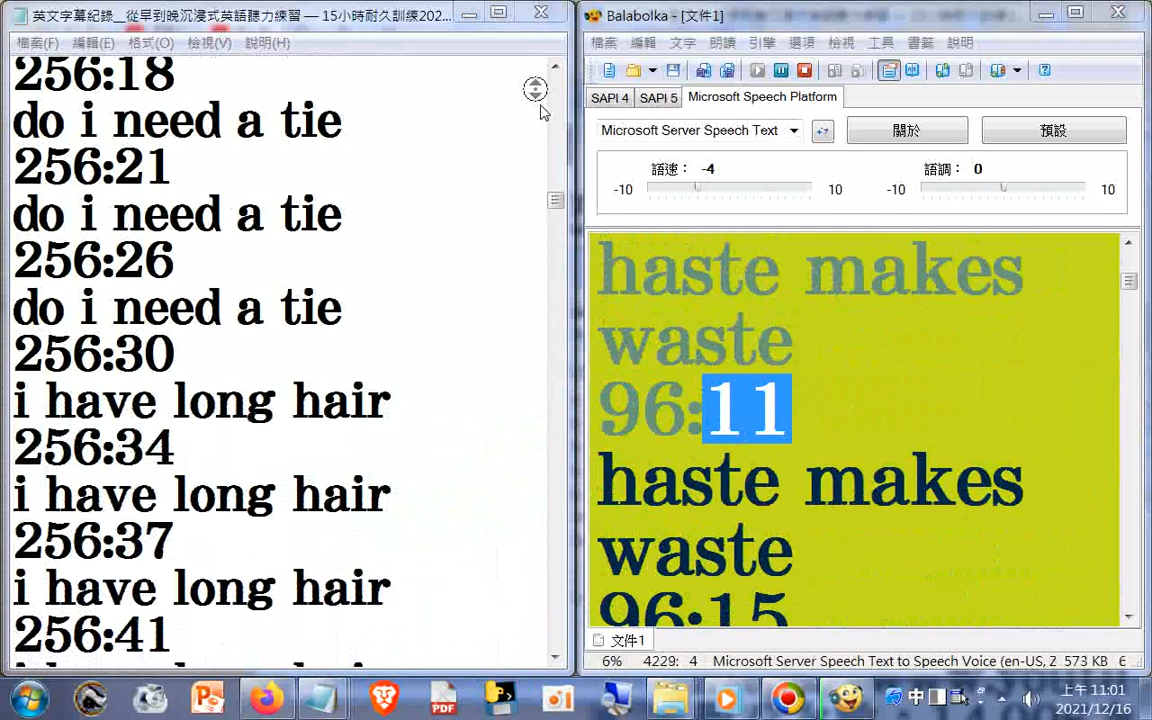 英文字幕紀錄__從早到晚沉浸式英語聽力練習 — 15小時耐久訓練202...
檔案(F) 編輯(E) 格式(O) 檢視(V) 說明(H)
256:18
do i need a tie
256:21
do i need a tie
256:26
do i need a tie
256:30
i have long hair
256:34
i have long hair
256:37
i have long hair
256:41
i have long hair
Balabolka - [文件1]
檔案 編輯 文字 朗讀 引擎 選項 檢視 工具 書籤 說明
SAPI 4 SAPI 5 Microsoft Speech Platform
Microsoft Server Speech Text 關於 預設
語速: -4 語調: 0
-10 10 -10 10
haste makes
waste
96:11
haste makes
waste
96:15
文件1
6% 4229: 4 Microsoft Server Speech Text to Speech Voice (en-US, Z 573 KB 6
中
上午 11:01
2021/12/16